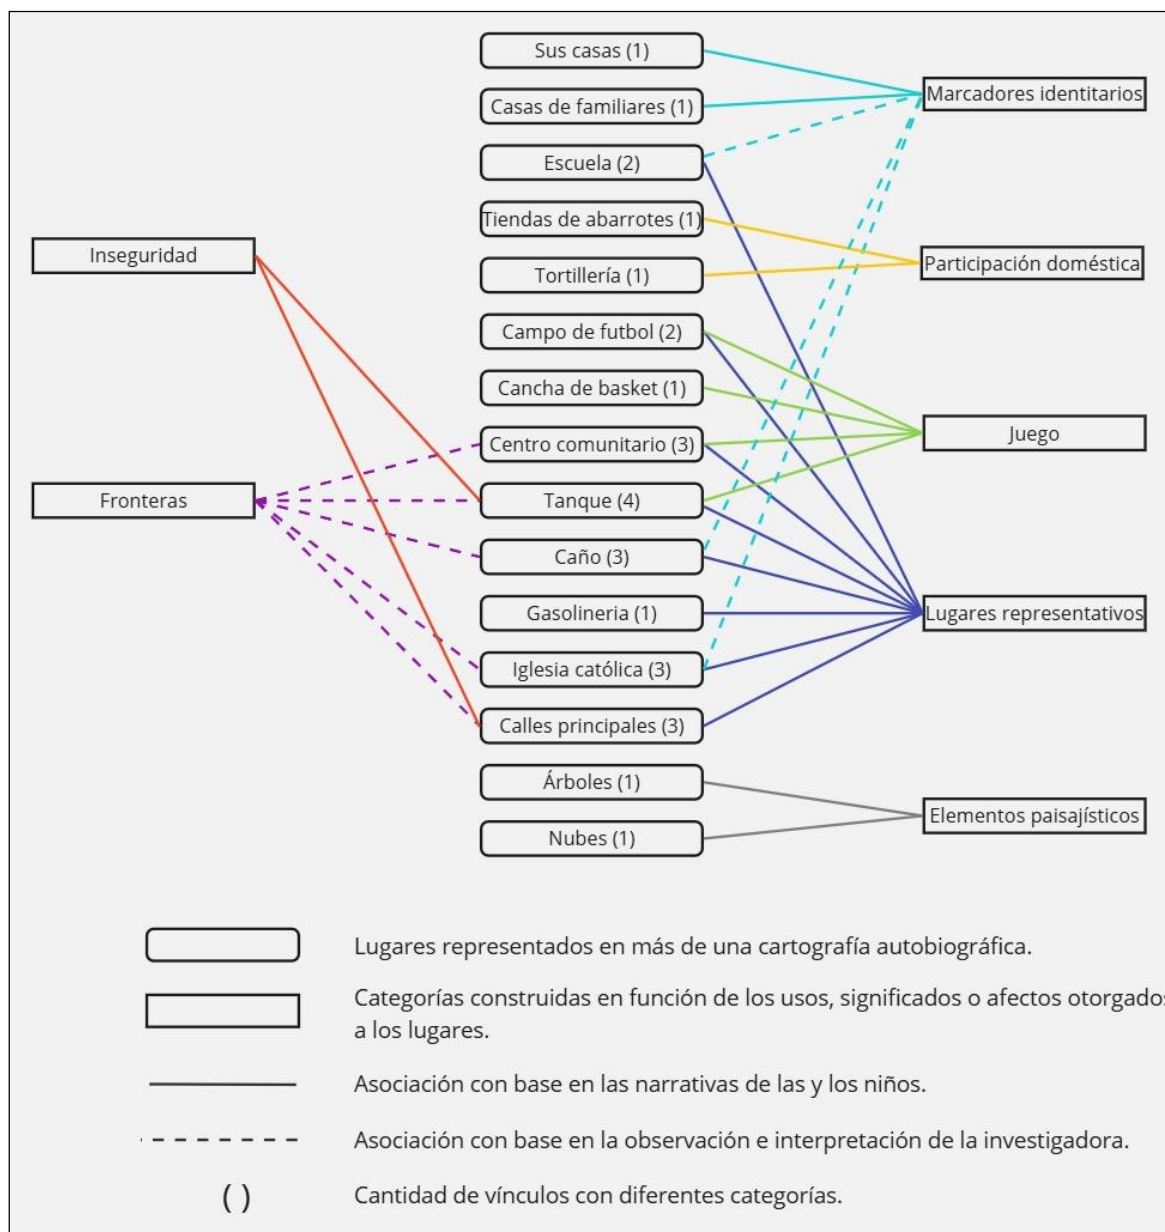 Sus casas (1)
Casas de familiares (1)
Escuela (2)
Tiendas de abarrotes (1)
Tortillería (1)
Campo de futbol (2)
Cancha de basket (1)
Centro comunitario (3)
Tanque (4)
Caño (3)
Gasolineria (1)
Iglesia católica (3)
Calles principales (3)
Árboles (1)
Nubes (1)
Inseguridad
Fronteras
Marcadores identitarios
Participación doméstica
Juego
Lugares representativos
Elementos paisajísticos
Lugares representados en más de una cartografía autobiográfica.
Categorías construidas en función de los usos, significados o afectos otorgados
a los lugares.
Asociación con base en las narrativas de las y los niños.
Asociación con base en la observación e interpretación de la investigadora.
( ) Cantidad de vínculos con diferentes categorías.